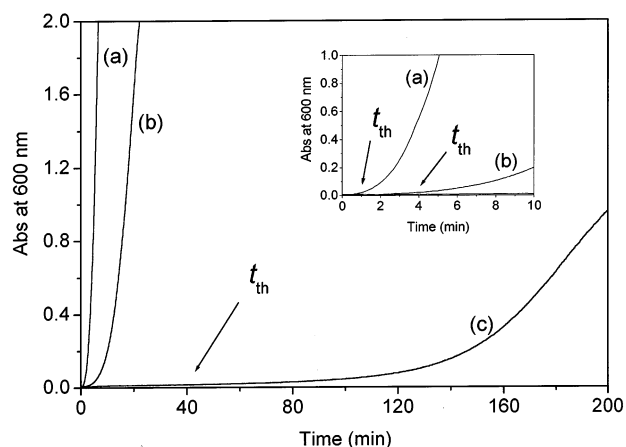 2.0
1.6
1.2
0.8
0.4
0.0
Abs at 600 nm
0 40 80 120 160 200
Time (min)
(a)
(b)
(c)
t th
1.0
0.8
0.6
0.4
0.2
0.0
Abs at 600 nm
0 2 4 6 8 10
Time (min)
(a)
t th
t th
(b)